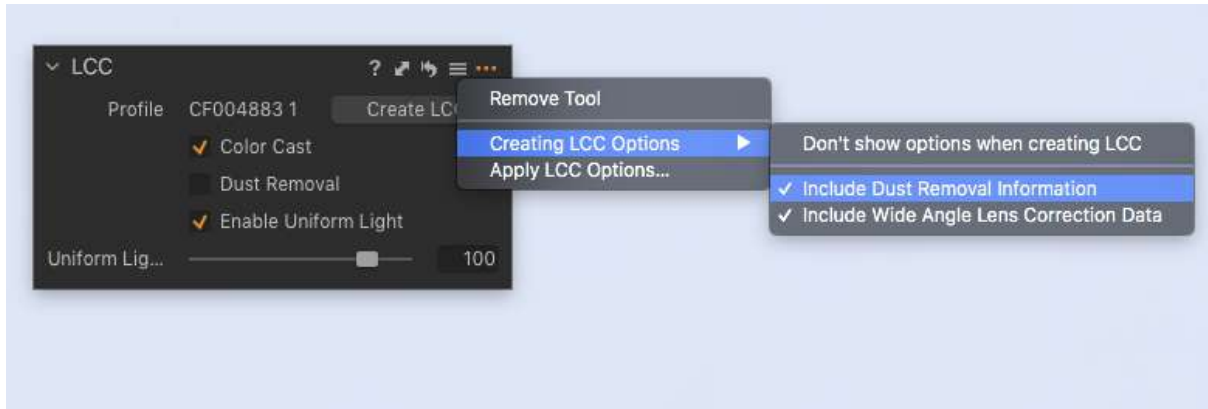 LCC ?
Profile CF004883 1 Create LC
Color Cast
Dust Removal
Enable Uniform Light
Uniform Lig... 100
Remove Tool
Creating LCC Options
Apply LCC Options...
Don't show options when creating LCC
Include Dust Removal Information
Include Wide Angle Lens Correction Data